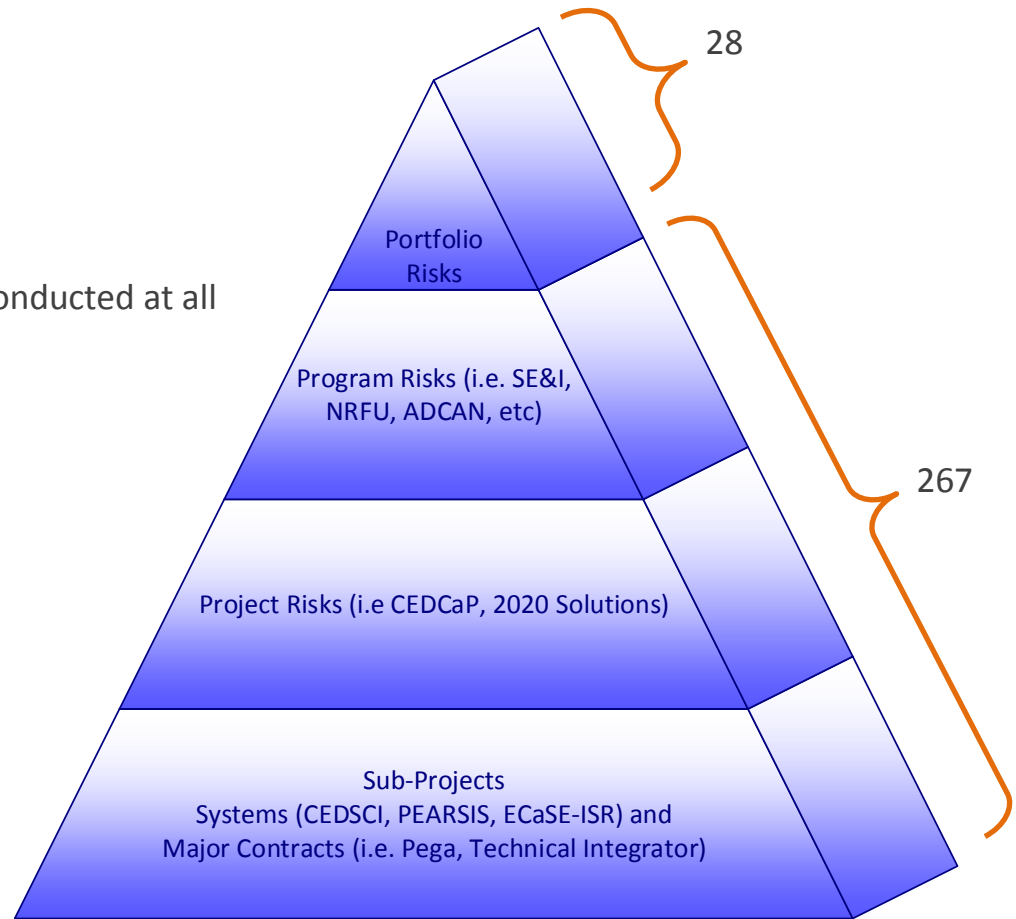 28
Portfolio
Risks
onducted at all
Program Risks (i.e. SE&I,
NRFU, ADCAN, etc)
267
Project Risks (i.e CEDCaP, 2020 Solutions)
Sub-Projects
Systems (CEDSCI, PEARSIS, ECaSE-ISR) and
Major Contracts (i.e. Pega, Technical Integrator)